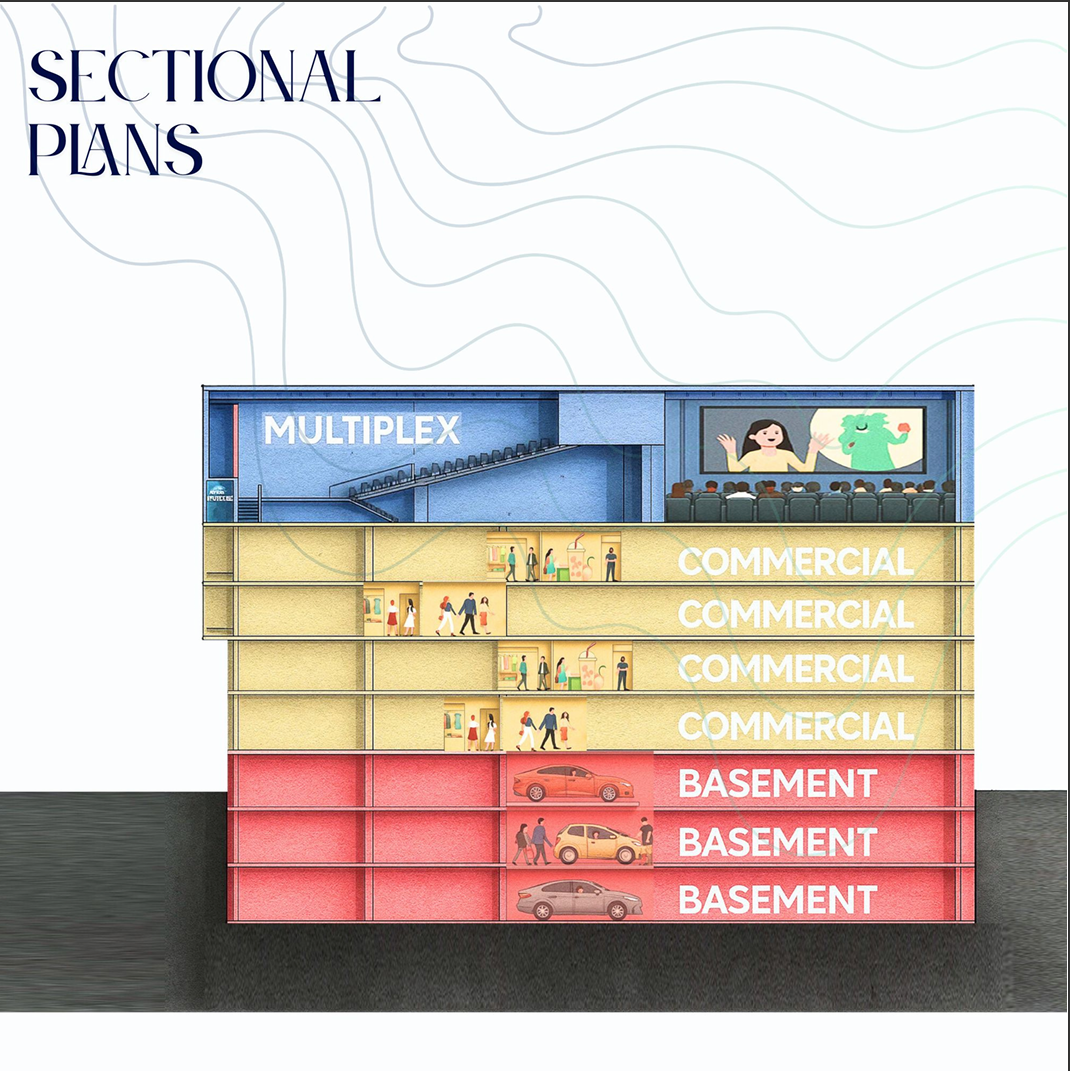 SECTIONAL
PLANS
MULTIPLEX
COMMERCIAL
COMMERCIAL
COMMERCIAL
COMMERCIAL
BASEMENT
BASEMENT
BASEMENT